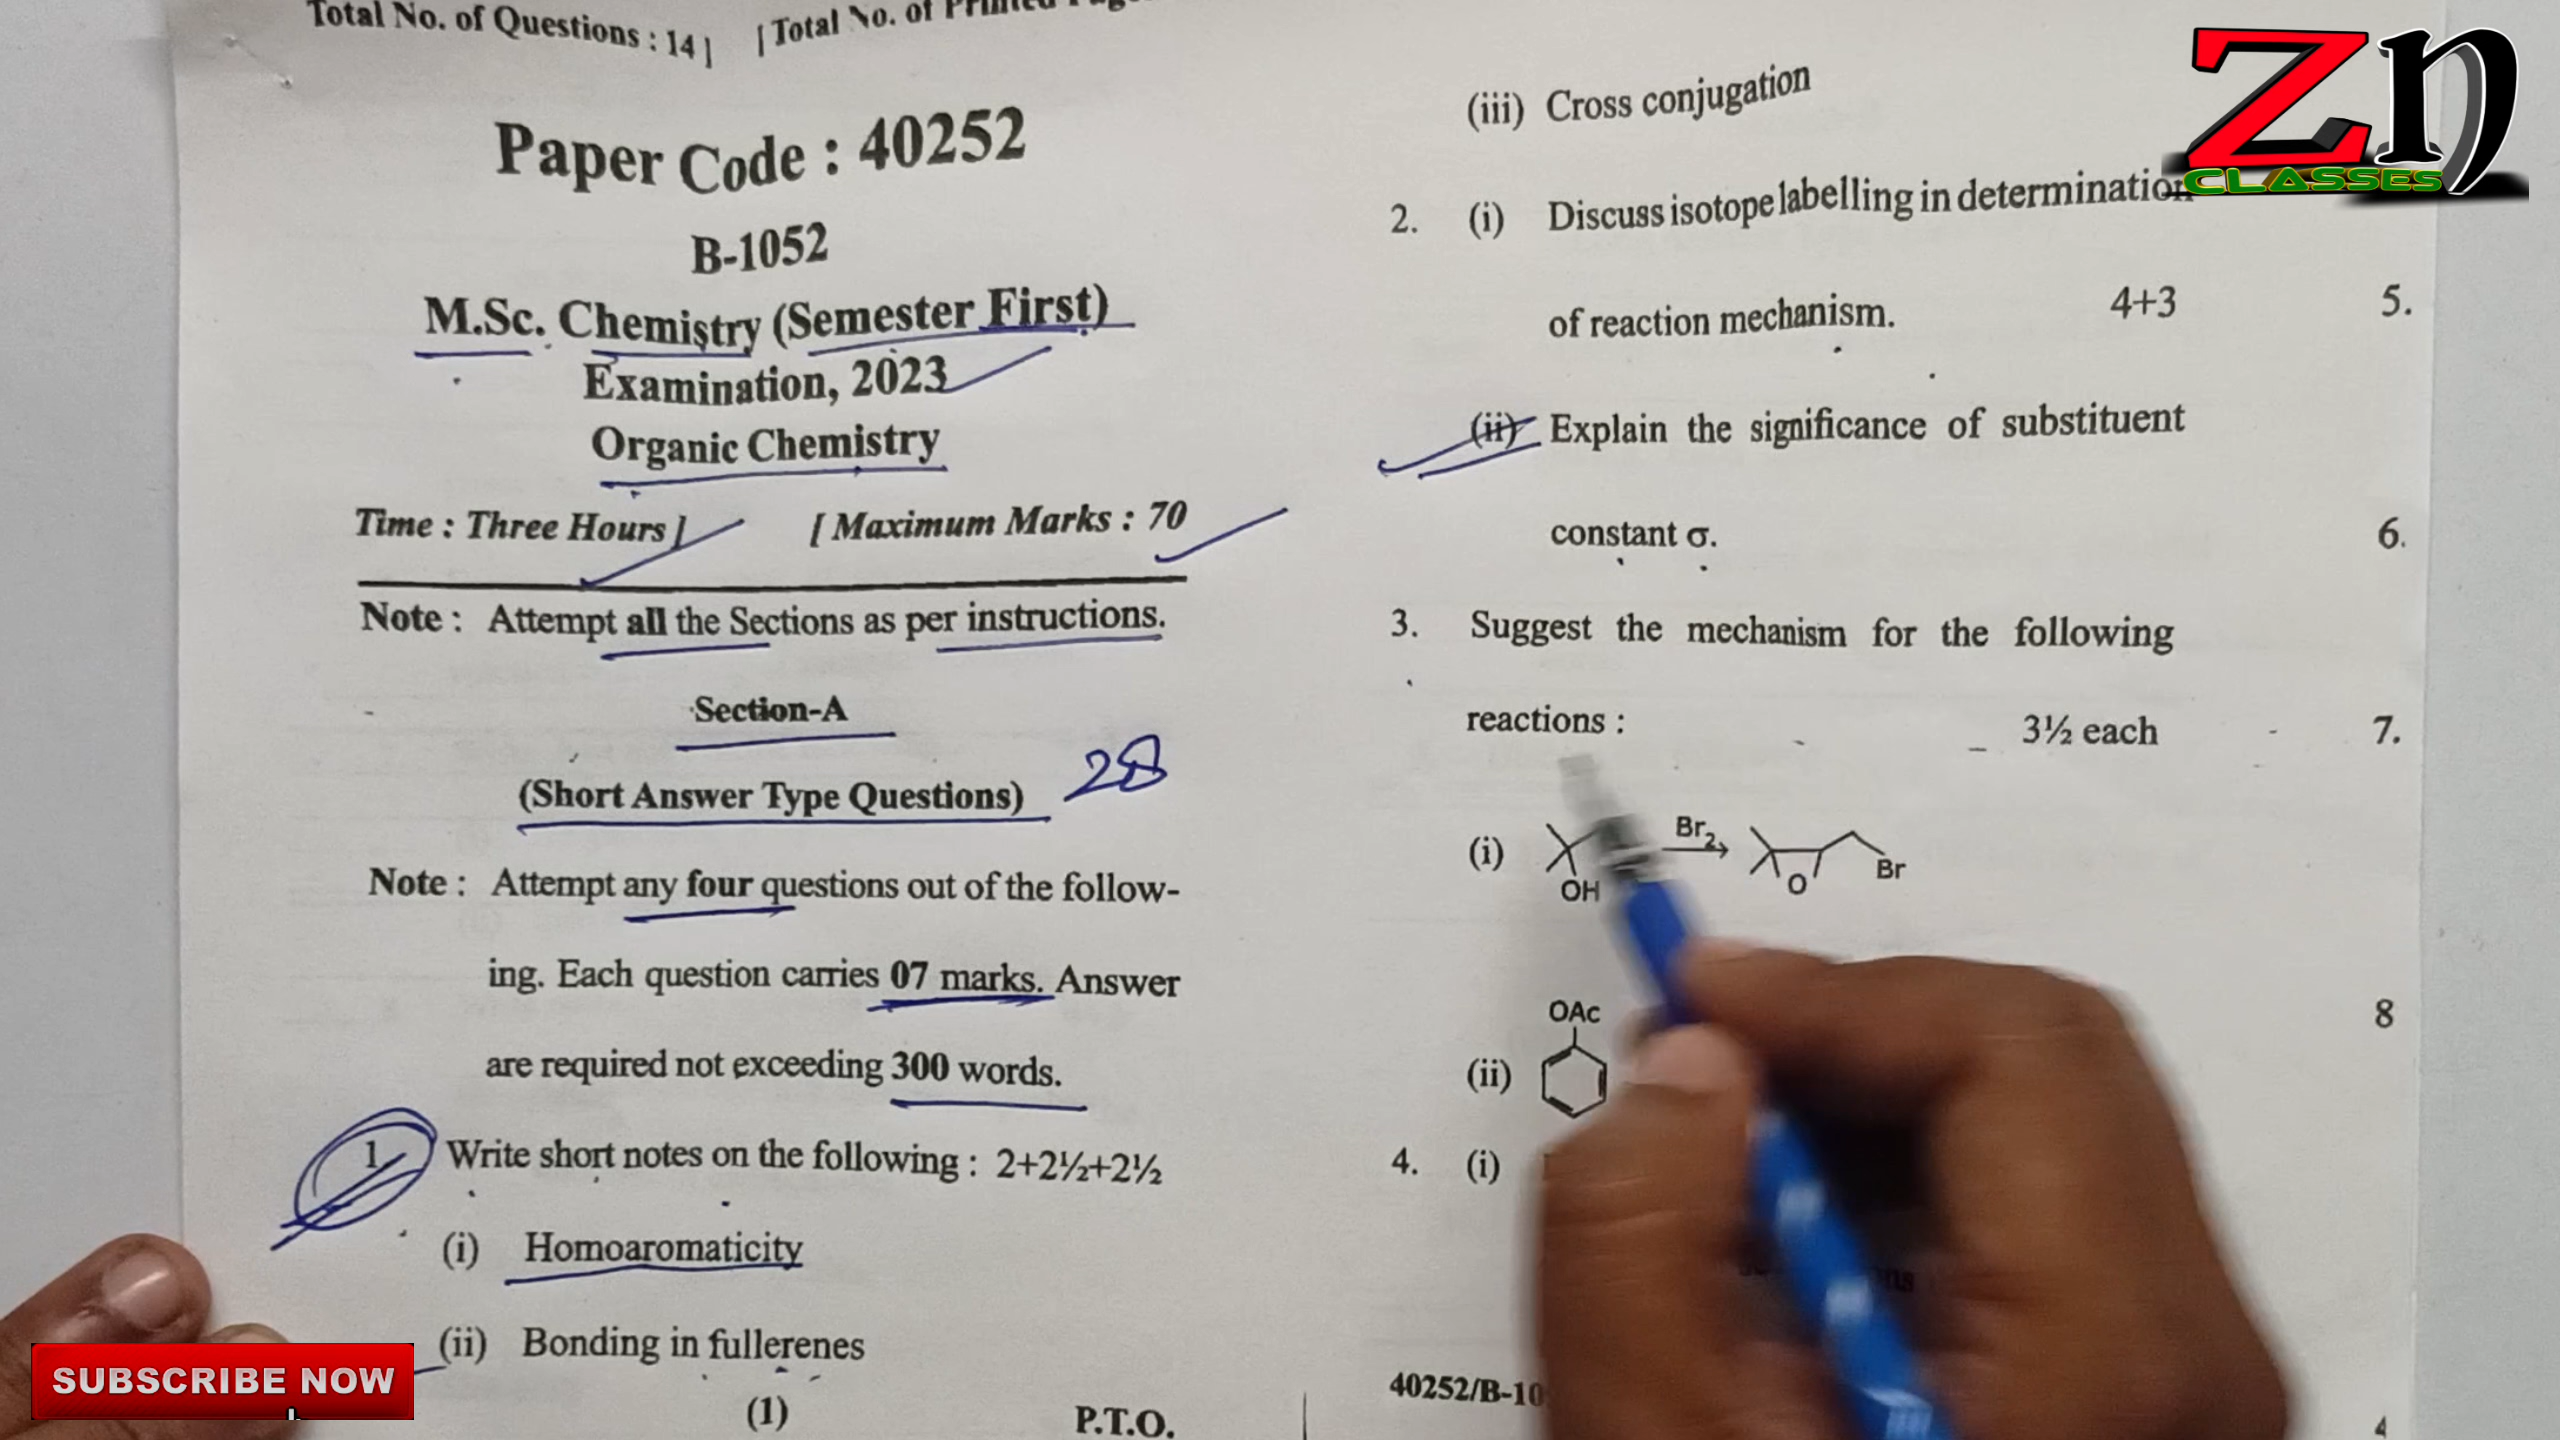 Total No. of Questions : 14 ]
[ Total No. of Printed
Paper Code : 40252
B-1052
M.Sc. Chemistry (Semester First)
Examination, 2023
Organic Chemistry
Time : Three Hours ]
[ Maximum Marks : 70
Note : Attempt all the Sections as per instructions.
Section-A
(Short Answer Type Questions)
28
Note : Attempt any four questions out of the follow-
ing. Each question carries 07 marks. Answer
are required not exceeding 300 words.
1 Write short notes on the following : 2+2½+2½
(i) Homoaromaticity
(ii) Bonding in fullerenes
(1)
P.T.O.
(iii) Cross conjugation
2. (i) Discuss isotope labelling in determination
of reaction mechanism. 4+3
(ii) Explain the significance of substituent
constant σ.
3. Suggest the mechanism for the following
reactions : 3½ each
(i)
OH
Br2
O
Br
(ii)
OAc
4. (i)
40252/B-10
5.
6.
7.
8
4
Zn
CLASSES
SUBSCRIBE NOW